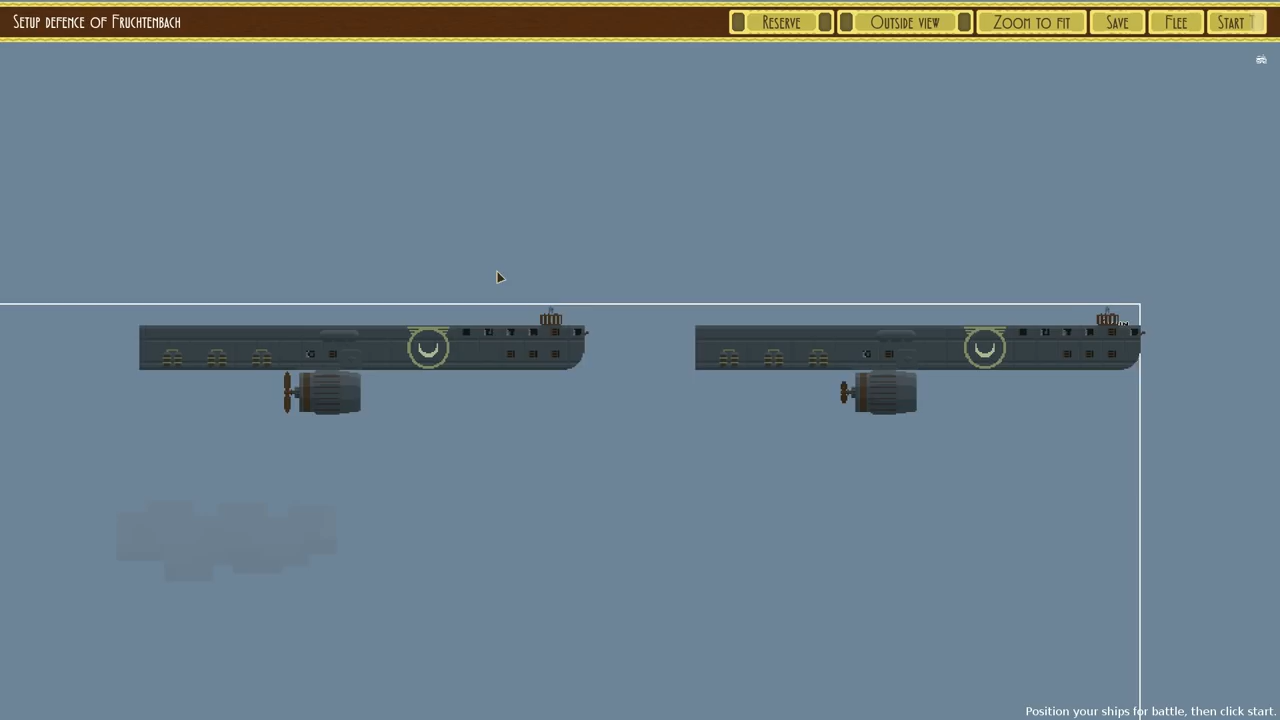 Setup defence of Fruchtenbach
Reserve
Outside view
Zoom to fit
Save
Flee
Start
Position your ships for battle, then click start.